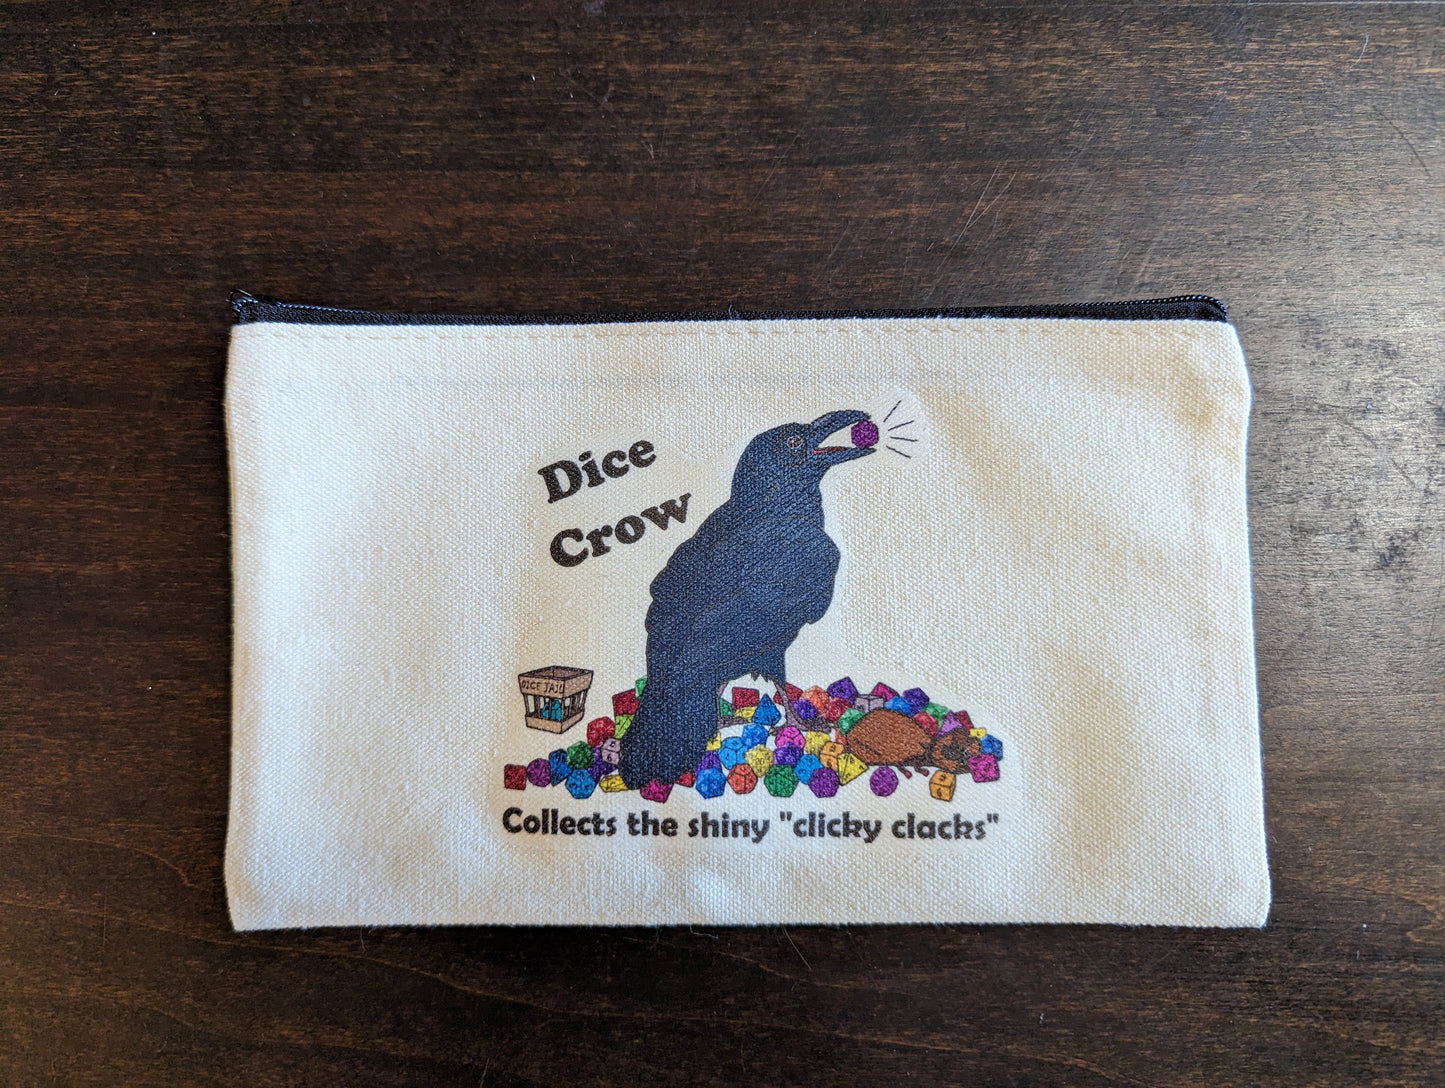 Dice
Crow
DICE JAIL
Collects the shiny "clicky clacks"